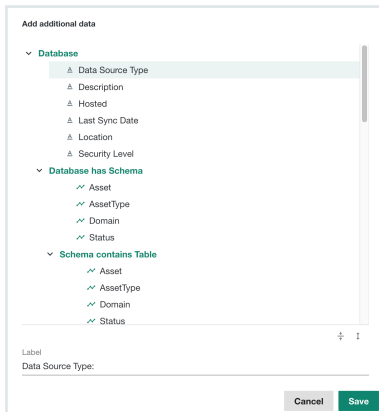 Add additional data
Database
Data Source Type
Description
Hosted
Last Sync Date
Location
Security Level
Database has Schema
Asset
AssetType
Domain
Status
Schema contains Table
Asset
AssetType
Domain
Status
Label
Data Source Type:
Cancel Save